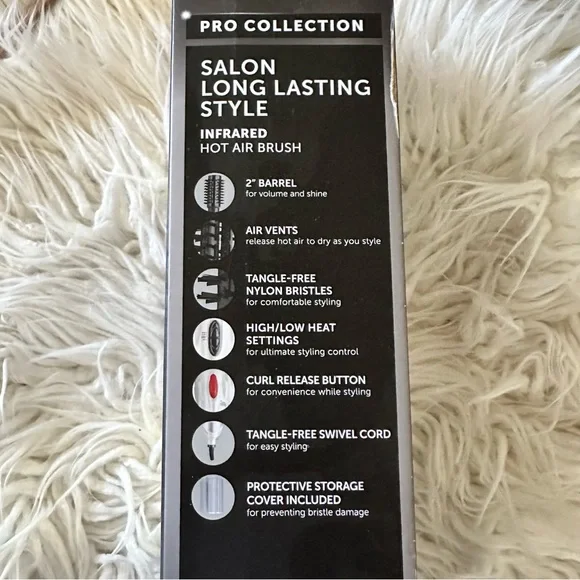 PRO COLLECTION
SALON
LONG LASTING
STYLE
INFRARED
HOT AIR BRUSH
2" BARREL
for volume and shine
AIR VENTS
release hot air to dry as you style
TANGLE-FREE
NYLON BRISTLES
for comfortable styling
HIGH/LOW HEAT
SETTINGS
for ultimate styling control
CURL RELEASE BUTTON
for convenience while styling
TANGLE-FREE SWIVEL CORD
for easy styling
PROTECTIVE STORAGE
COVER INCLUDED
for preventing bristle damage